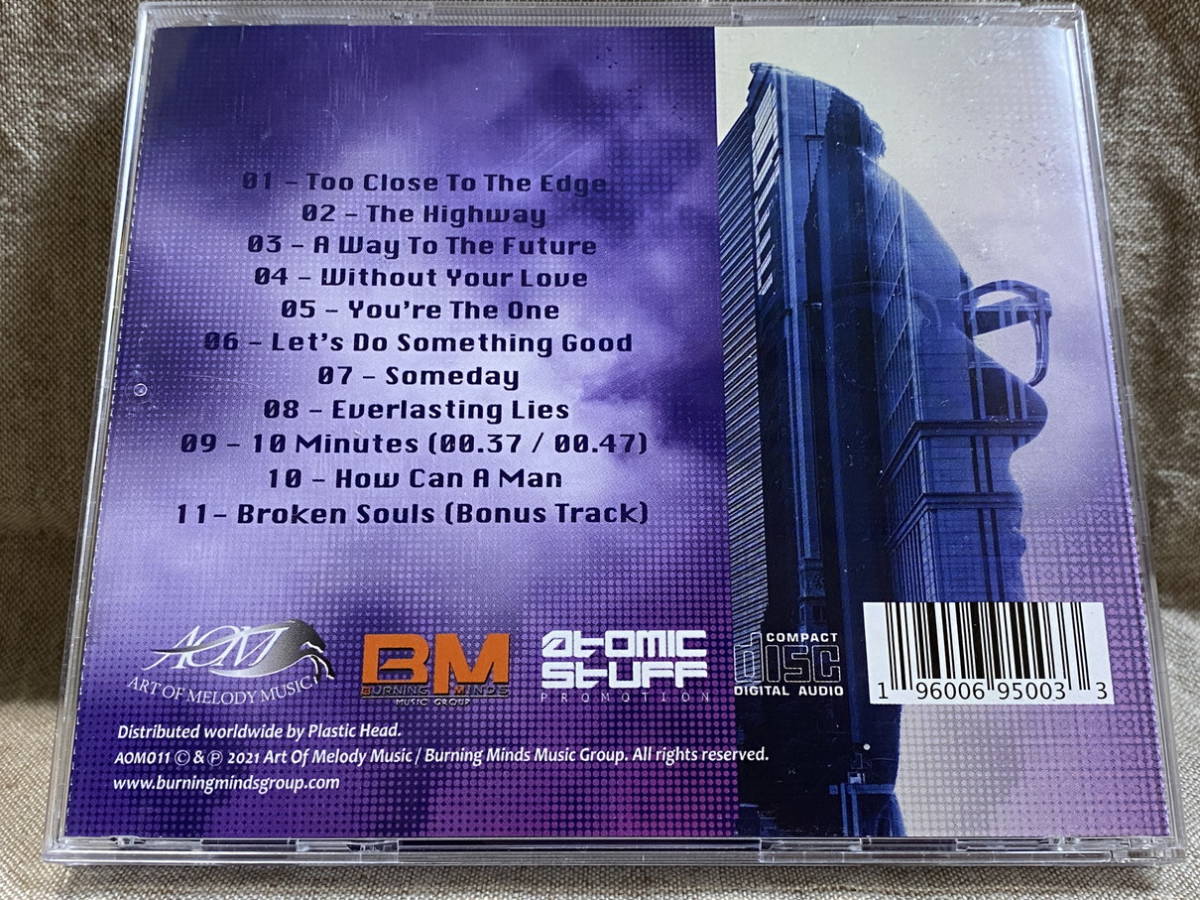 01 - Too Close To The Edge
02 - The Highway
03 - A Way To The Future
04 - Without Your Love
05 - You're The One
06 - Let's Do Something Good
07 - Someday
08 - Everlasting Lies
09 - 10 Minutes (00.37 / 00.47)
10 - How Can A Man
11- Broken Souls (Bonus Track)
AOM
ART OF MELODY MUSIC
BM
BURNING MINDS
MUSIC GROUP
ATOMIC
STUFF
PROMOTION
COMPACT
DISC
DIGITAL AUDIO
1 96006 95003 3
Distributed worldwide by Plastic Head.
AOM011 © & ℗ 2021 Art Of Melody Music / Burning Minds Music Group. All rights reserved.
www.burningmindsgroup.com